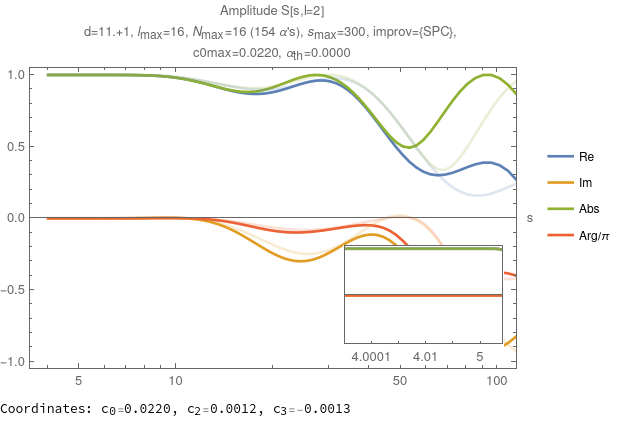 Amplitude S[s,l=2]
d=11.+1, lmax=16, Nmax=16 (154 α's), smax=300, improv={SPC},
c0max=0.0220, αth=0.0000
1.0
0.5
0.0
−0.5
−1.0
5
10
50
100
s
4.0001
4.01
5
Re
Im
Abs
Arg/π
Coordinates: c0=0.0220, c2=0.0012, c3=-0.0013